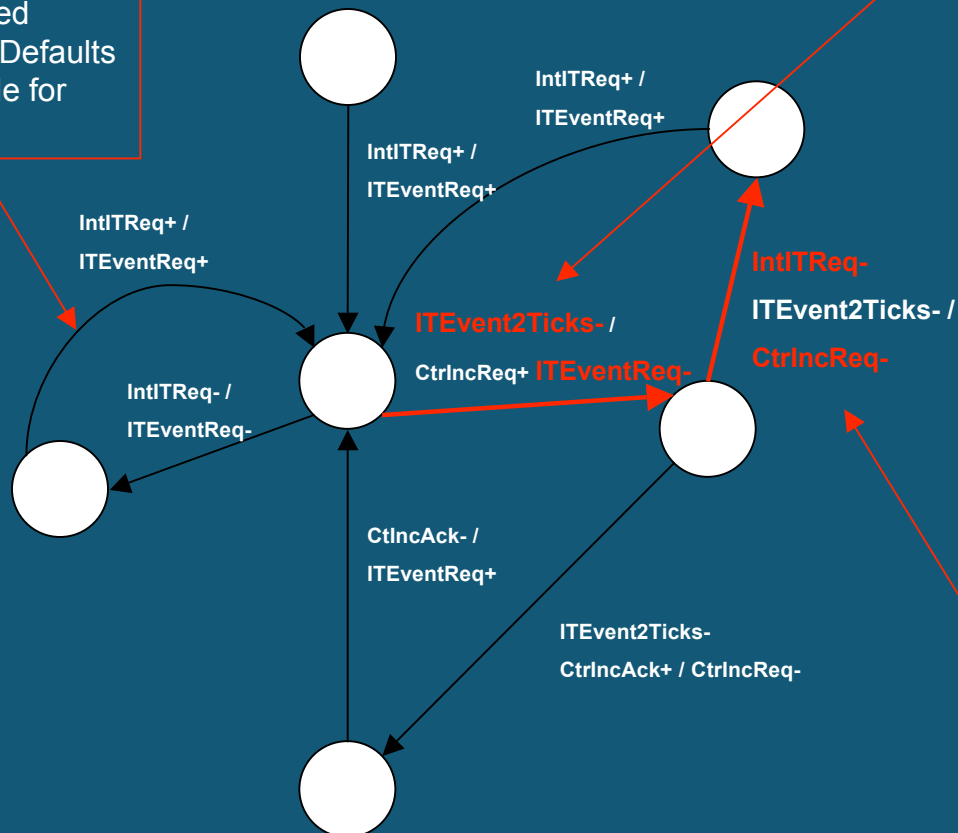 ed
Defaults
le for
IntITReq+ /
ITEventReq+
IntITReq+ /
ITEventReq+
IntITReq+ /
ITEventReq+
IntITReq-
ITEvent2Ticks- /
CtrIncReq-
ITEvent2Ticks- /
CtrIncReq+ ITEventReq-
IntITReq- /
ITEventReq-
CtIncAck- /
ITEventReq+
ITEvent2Ticks-
CtrIncAck+ / CtrIncReq-